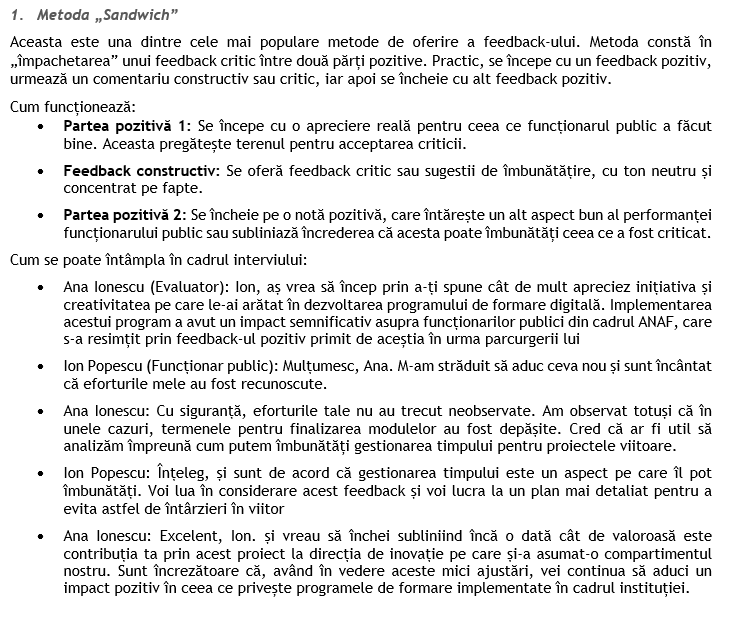 1. Metoda „Sandwich”
Aceasta este una dintre cele mai populare metode de oferire a feedback-ului. Metoda constă în
„împachetarea” unui feedback critic între două părți pozitive. Practic, se începe cu un feedback pozitiv,
urmează un comentariu constructiv sau critic, iar apoi se încheie cu alt feedback pozitiv.
Cum funcționează:
• Partea pozitivă 1: Se începe cu o apreciere reală pentru ceea ce funcționarul public a făcut
bine. Aceasta pregătește terenul pentru acceptarea criticii.
• Feedback constructiv: Se oferă feedback critic sau sugestii de îmbunătățire, cu ton neutru și
concentrat pe fapte.
• Partea pozitivă 2: Se încheie pe o notă pozitivă, care întărește un alt aspect bun al performanței
funcționarului public sau subliniază încrederea că acesta poate îmbunătăți ceea ce a fost criticat.
Cum se poate întâmpla în cadrul interviului:
• Ana Ionescu (Evaluator): Ion, aș vrea să încep prin a-ți spune cât de mult apreciez inițiativa și
creativitatea pe care le-ai arătat în dezvoltarea programului de formare digitală. Implementarea
acestui program a avut un impact semnificativ asupra funcționarilor publici din cadrul ANAF, care
s-a resimțit prin feedback-ul pozitiv primit de aceștia în urma parcurgerii lui
• Ion Popescu (Funcționar public): Mulțumesc, Ana. M-am străduit să aduc ceva nou și sunt încântat
că eforturile mele au fost recunoscute.
• Ana Ionescu: Cu siguranță, eforturile tale nu au trecut neobservate. Am observat totuși că în
unele cazuri, termenele pentru finalizarea modulelor au fost depășite. Cred că ar fi util să
analizăm împreună cum putem îmbunătăți gestionarea timpului pentru proiectele viitoare.
• Ion Popescu: Înțeleg, și sunt de acord că gestionarea timpului este un aspect pe care îl pot
îmbunătăți. Voi lua în considerare acest feedback și voi lucra la un plan mai detaliat pentru a
evita astfel de întârzieri în viitor
• Ana Ionescu: Excelent, Ion. și vreau să închei subliniind încă o dată cât de valoroasă este
contribuția ta prin acest proiect la direcția de inovație pe care și-a asumat-o compartimentul
nostru. Sunt încrezătoare că, având în vedere aceste mici ajustări, vei continua să aduci un
impact pozitiv în ceea ce privește programele de formare implementate în cadrul instituției.